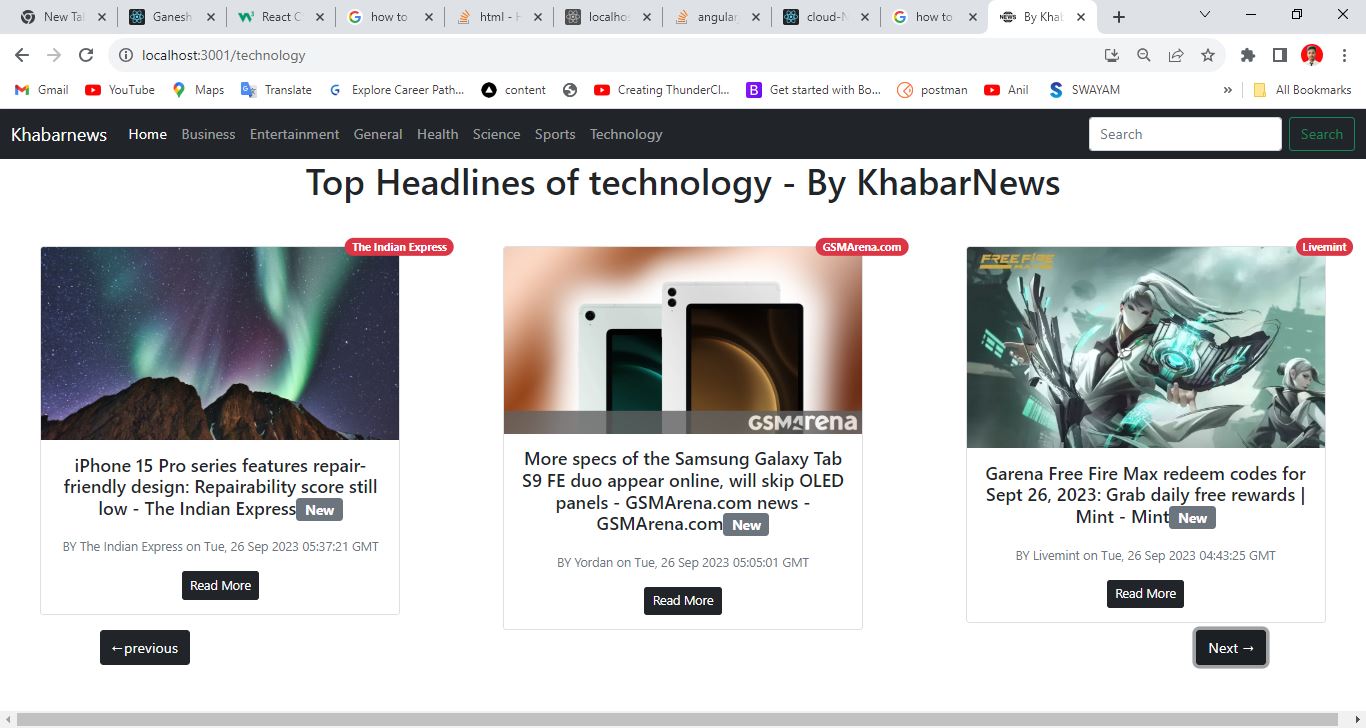 New Tal
Ganesh
React C
how to
html - H
localhos
angular
cloud-N
how to
By Khal
localhost:3001/technology
Gmail
YouTube
Maps
Translate
Explore Career Path...
content
Creating ThunderCl...
B
Get started with Bo...
postman
Anil
SWAYAM
»
All Bookmarks
Khabarnews
Home
Business
Entertainment
General
Health
Science
Sports
Technology
Search
Search
Top Headlines of technology - By KhabarNews
The Indian Express
iPhone 15 Pro series features repair-
friendly design: Repairability score still
low - The Indian Express New
BY The Indian Express on Tue, 26 Sep 2023 05:37:21 GMT
Read More
GSMArena.com
GSMArena
More specs of the Samsung Galaxy Tab
S9 FE duo appear online, will skip OLED
panels - GSMArena.com news -
GSMArena.com New
BY Yordan on Tue, 26 Sep 2023 05:05:01 GMT
Read More
Livemint
FREE FIRE
MAX
Garena Free Fire Max redeem codes for
Sept 26, 2023: Grab daily free rewards |
Mint - Mint New
BY Livemint on Tue, 26 Sep 2023 04:43:25 GMT
Read More
←previous
Next →